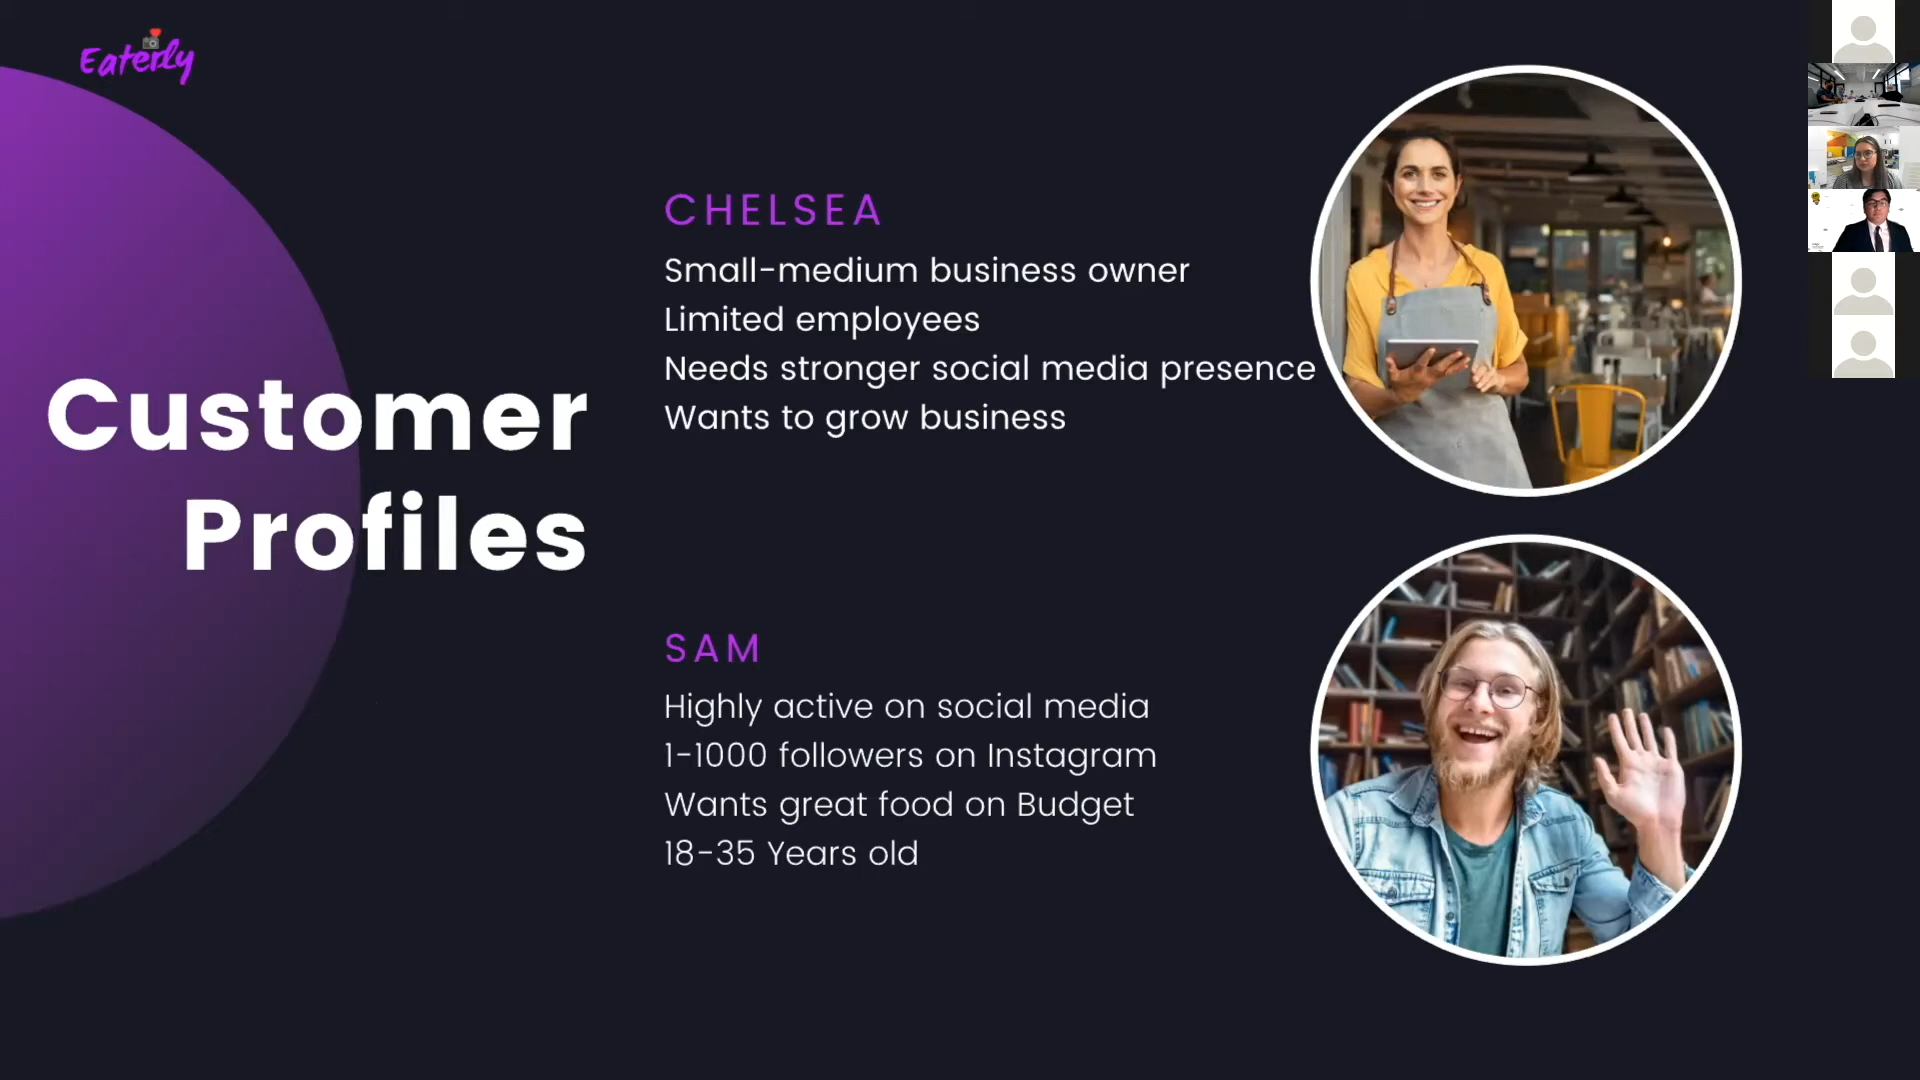 Eaterly
Customer
Profiles
CHELSEA
Small-medium business owner
Limited employees
Needs stronger social media presence
Wants to grow business
SAM
Highly active on social media
1-1000 followers on Instagram
Wants great food on Budget
18-35 Years old